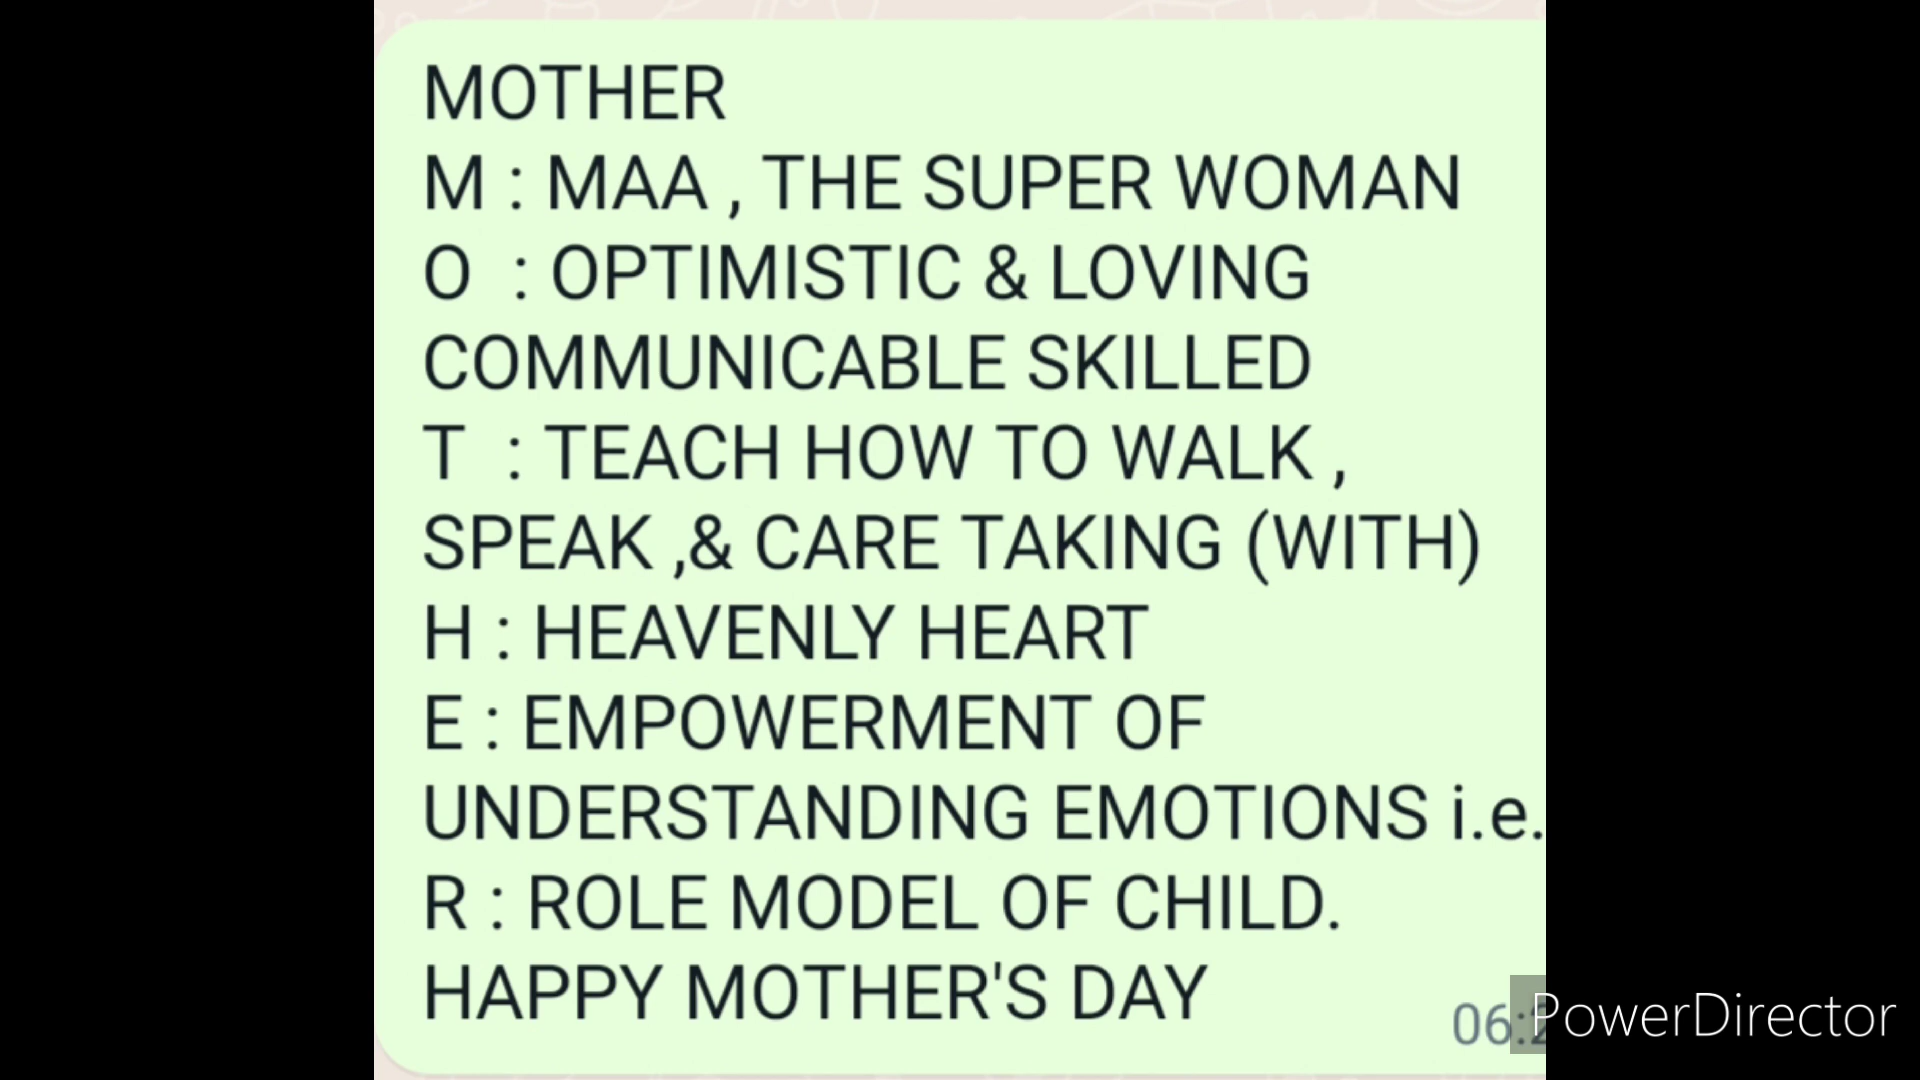 MOTHER
M : MAA , THE SUPER WOMAN
O  : OPTIMISTIC & LOVING
COMMUNICABLE SKILLED
T  : TEACH HOW TO WALK ,
SPEAK ,& CARE TAKING (WITH)
H : HEAVENLY HEART
E : EMPOWERMENT OF
UNDERSTANDING EMOTIONS i.e.
R : ROLE MODEL OF CHILD.
HAPPY MOTHER'S DAY
PowerDirector